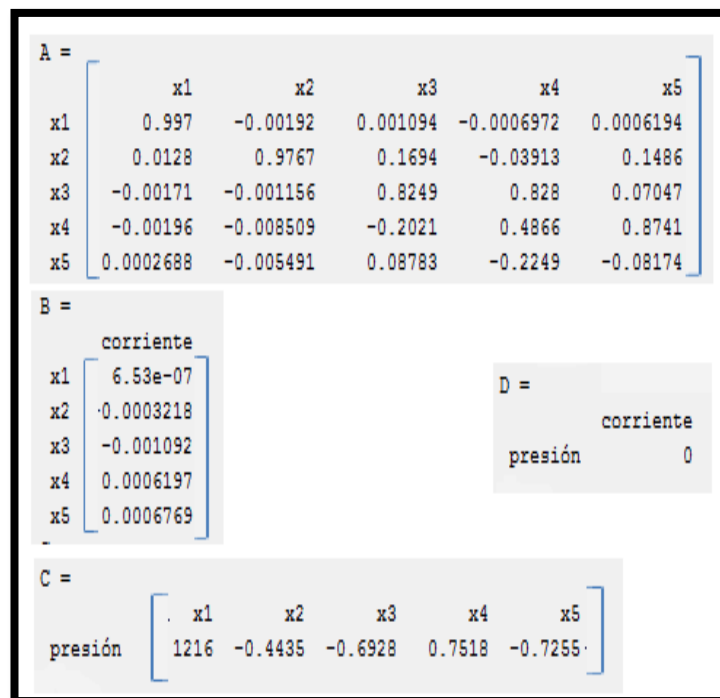 A =
x1 x2 x3 x4 x5
x1 0.997 -0.00192 0.001094 -0.0006972 0.0006194
x2 0.0128 0.9767 0.1694 -0.03913 0.1486
x3 -0.00171 -0.001156 0.8249 0.828 0.07047
x4 -0.00196 -0.008509 -0.2021 0.4866 0.8741
x5 0.0002688 -0.005491 0.08783 -0.2249 -0.08174
B =
corriente
x1 6.53e-07
x2 -0.0003218
x3 -0.001092
x4 0.0006197
x5 0.0006769
D =
corriente
presión 0
C =
x1 x2 x3 x4 x5
presión 1216 -0.4435 -0.6928 0.7518 -0.7255